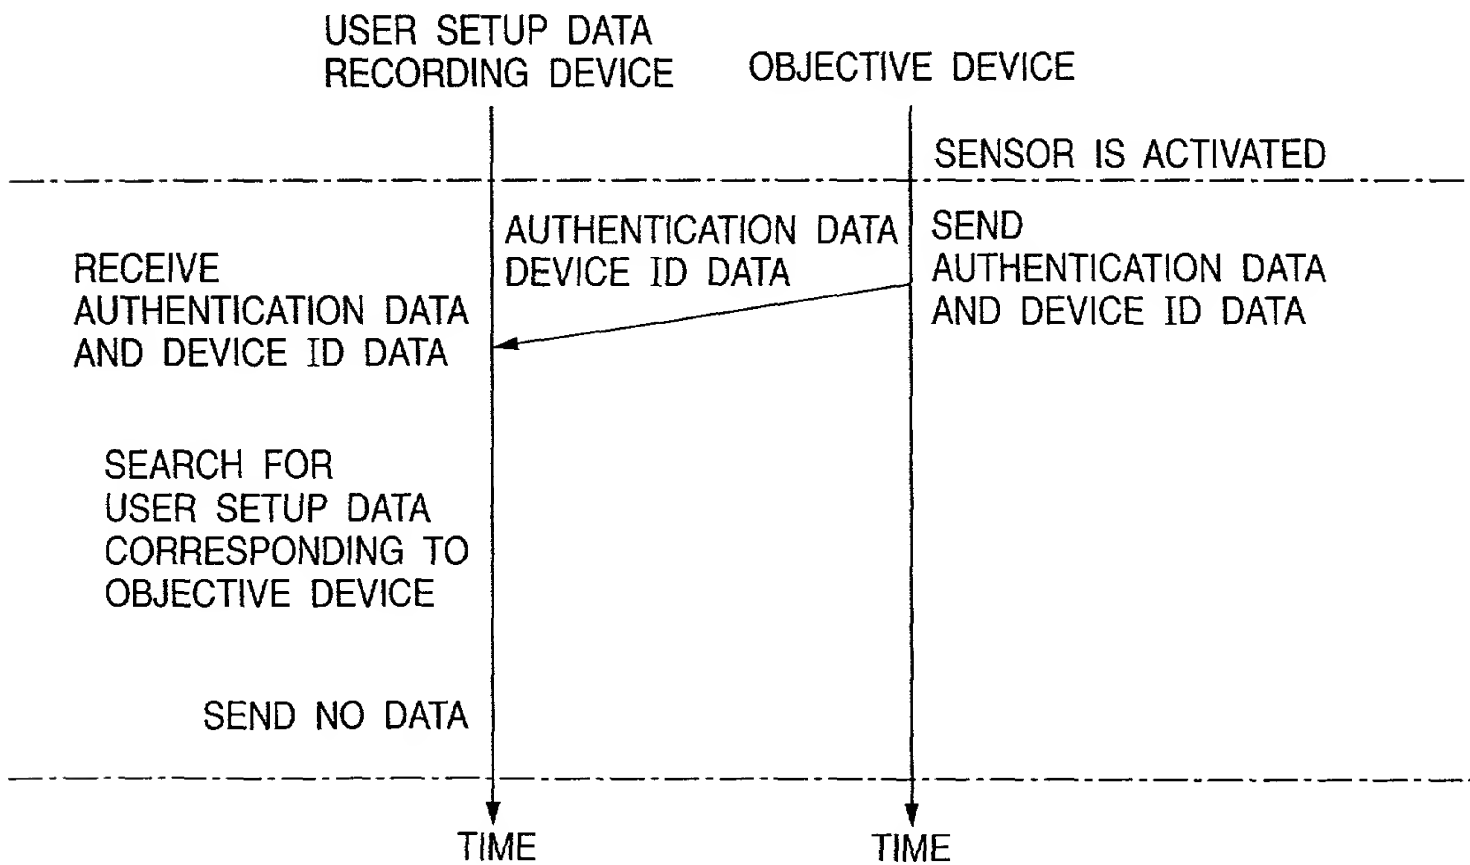 USER SETUP DATA
RECORDING DEVICE
OBJECTIVE DEVICE
SENSOR IS ACTIVATED
AUTHENTICATION DATA
DEVICE ID DATA
SEND
AUTHENTICATION DATA
AND DEVICE ID DATA
RECEIVE
AUTHENTICATION DATA
AND DEVICE ID DATA
SEARCH FOR
USER SETUP DATA
CORRESPONDING TO
OBJECTIVE DEVICE
SEND NO DATA
TIME
TIME